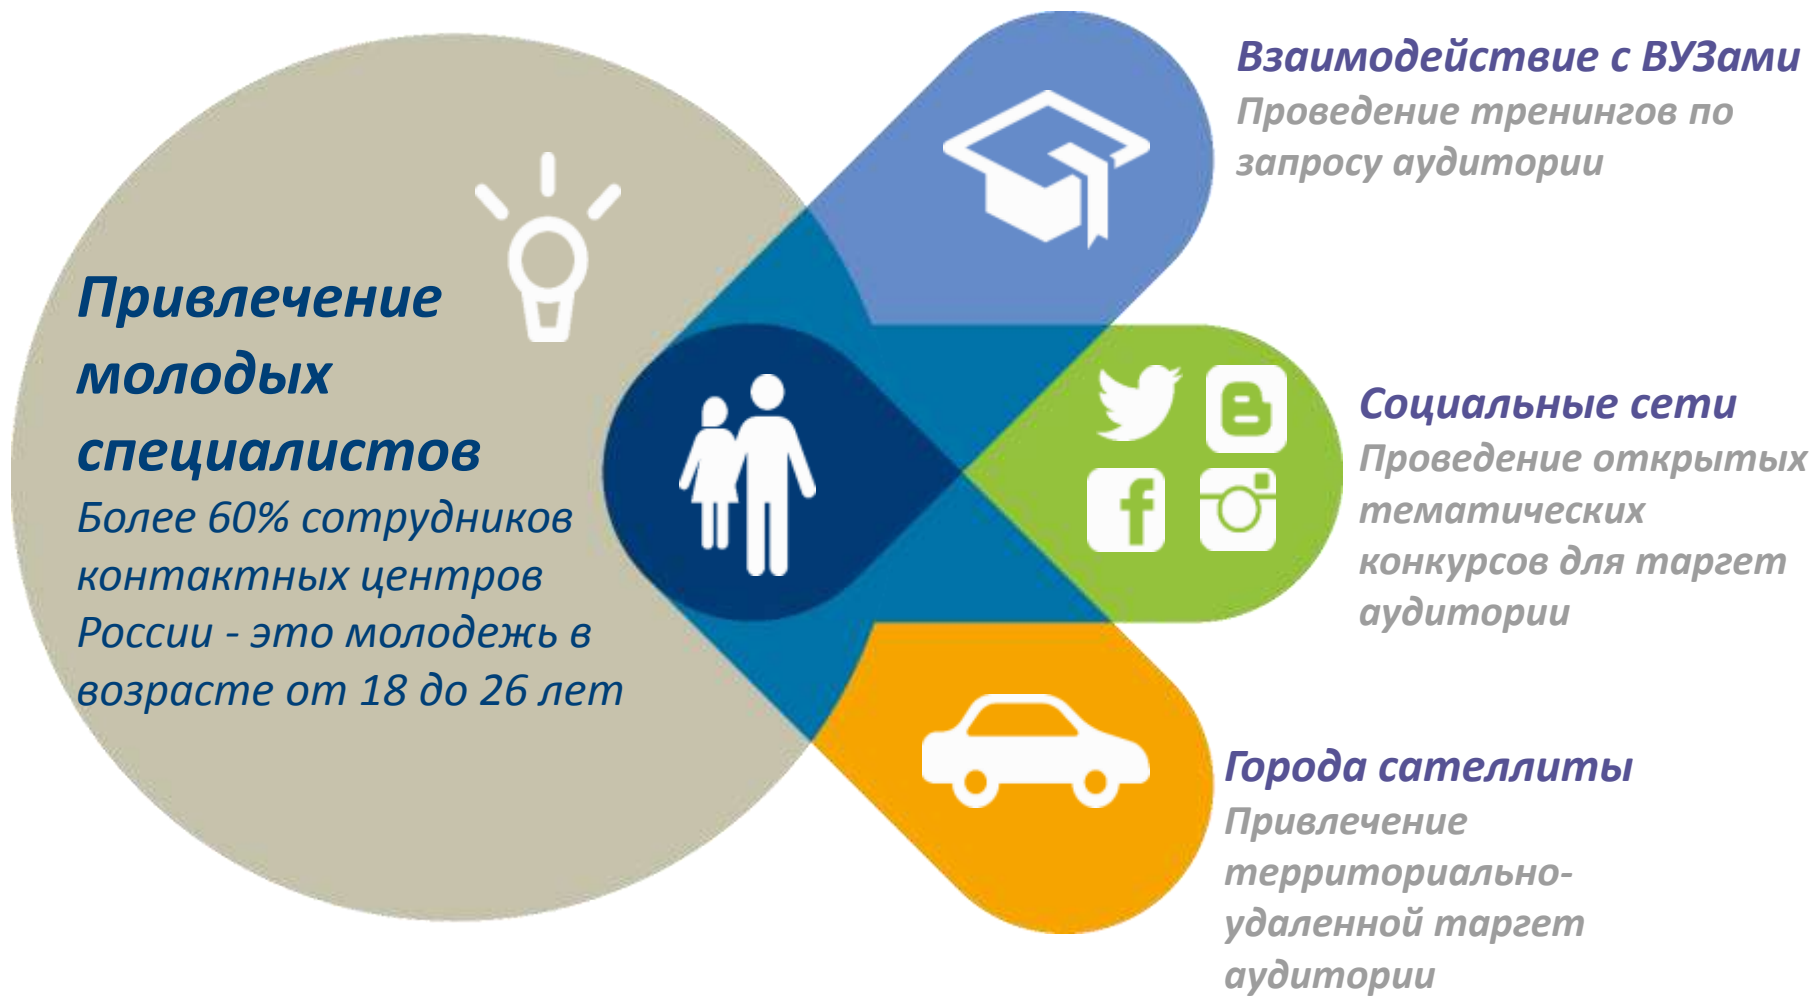 Привлечение
молодых
специалистов
Более 60% сотрудников
контактных центров
России - это молодежь в
возрасте от 18 до 26 лет
Взаимодействие с ВУЗами
Проведение тренингов по
запросу аудитории
Социальные сети
Проведение открытых
тематических
конкурсов для таргет
аудитории
Города сателлиты
Привлечение
территориально-
удаленной таргет
аудитории